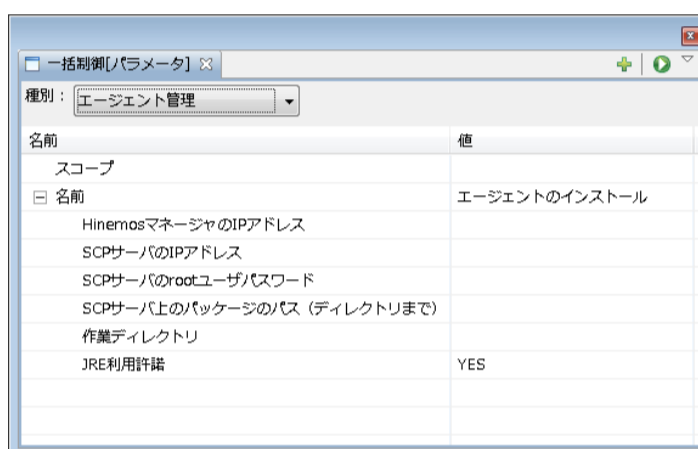 一括制御[パラメータ]
種別： エージェント管理
名前 値
スコープ
名前 エージェントのインストール
HinemosマネージャのIPアドレス
SCPサーバのIPアドレス
SCPサーバのrootユーザパスワード
SCPサーバ上のパッケージのパス（ディレクトリまで）
作業ディレクトリ
JRE利用許諾 YES